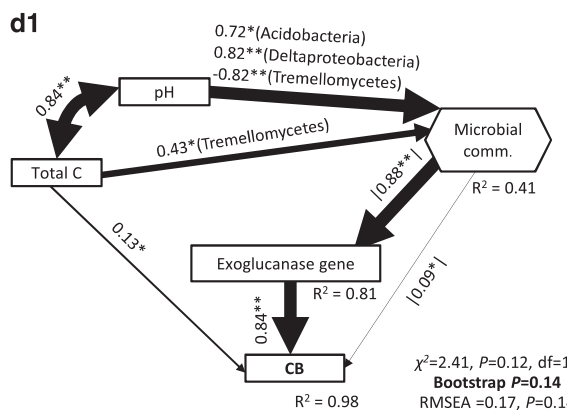 d1
0.72*(Acidobacteria)
0.82**(Deltaproteobacteria)
-0.82**(Tremellomycetes)
0.84**
pH
0.43*(Tremellomycetes)
Microbial
comm.
Total C
R² = 0.41
|0.88**|
0.13*
Exoglucanase gene
R² = 0.81
|0.09*|
0.84**
CB
R² = 0.98
χ²=2.41, P=0.12, df=1
Bootstrap P=0.14
RMSEA =0.17, P=0.14